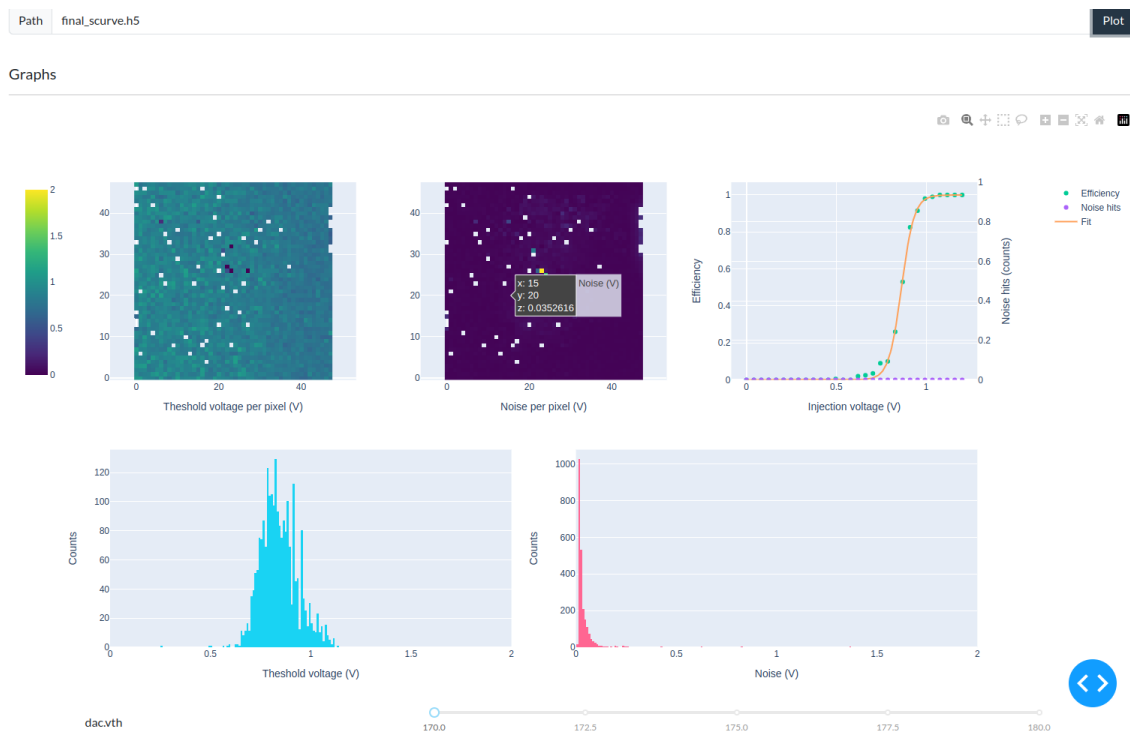 Path final_scurve.h5 Plot
Graphs
2
1.5
1
0.5
0
40
30
20
10
0
0 20 40
Theshold voltage per pixel (V)
40
30
20
10
0
0 20 40
Noise per pixel (V)
x: 15
y: 20
z: 0.0352616
Noise (V)
Efficiency
1
0.8
0.6
0.4
0.2
0
0 0.5 1
Injection voltage (V)
1
0.8
0.6
0.4
0.2
0
Noise hits (counts)
Efficiency
Noise hits
Fit
Counts
120
100
80
60
40
20
0
0 0.5 1 1.5 2
Theshold voltage (V)
Counts
1000
800
600
400
200
0
0 0.5 1 1.5 2
Noise (V)
dac.vth
170.0 172.5 175.0 177.5 180.0